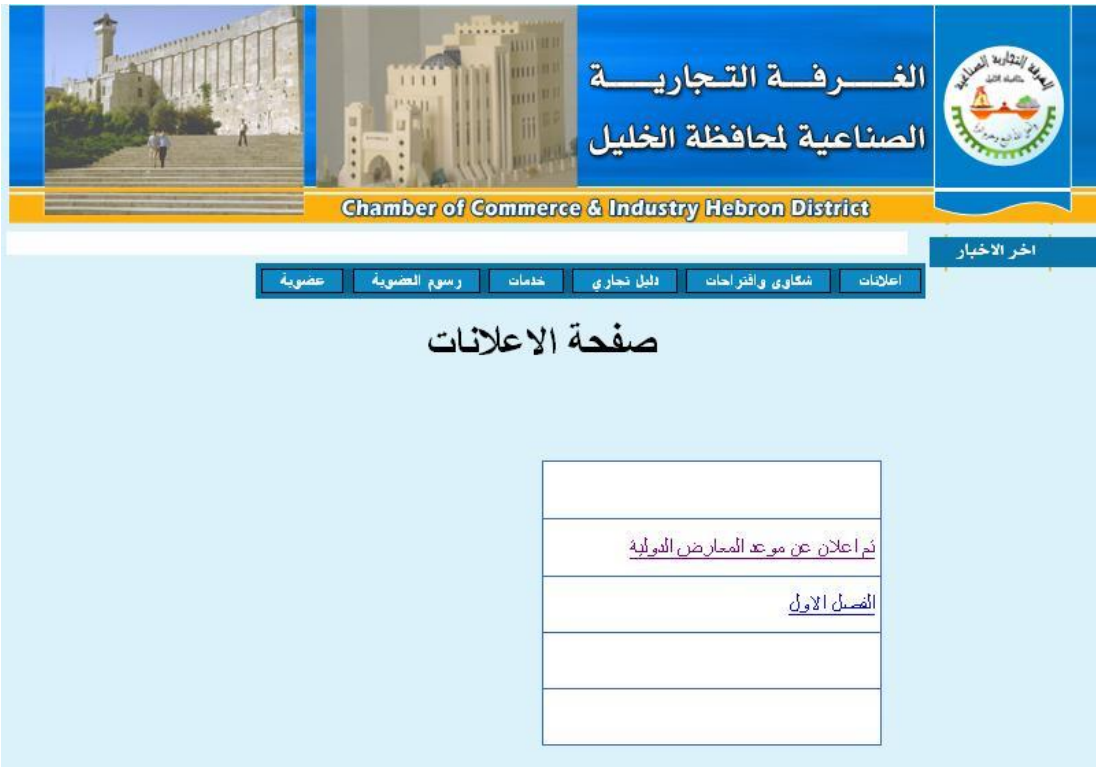 الغرفة التجارية
الصناعية لمحافظة الخليل
Chamber of Commerce & Industry Hebron District
اخر الاخبار
اعلانات
شكاوى واقتراحات
دليل تجاري
خدمات
رسوم العضوية
عضوية
صفحة الاعلانات
تم اعلان عن موعد المعارض الدولية
الفصل الاول